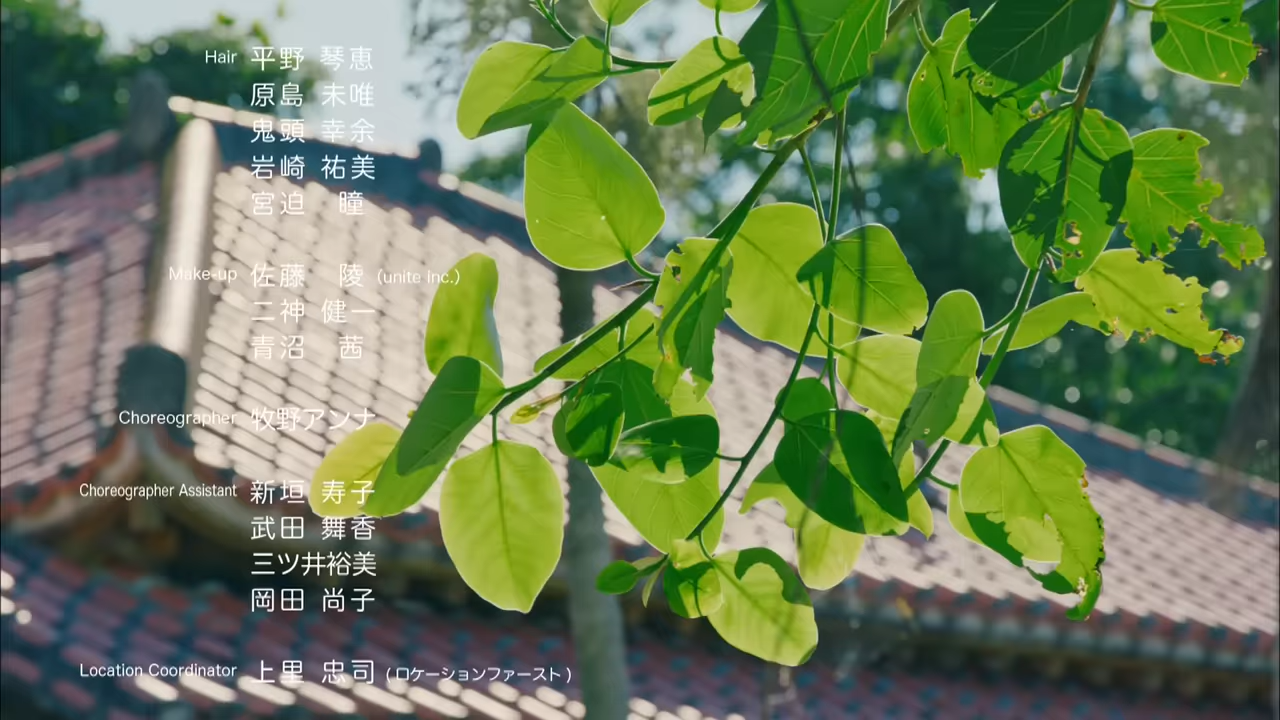 Hair 平野 琴恵
原島 未唯
鬼頭 幸余
岩崎 祐美
宮迫 瞳
Make-up 佐藤 陵 (unite inc.)
二神 健一
青沼 茜
Choreographer 牧野アンナ
Choreographer Assistant 新垣 寿子
武田 舞香
三ツ井裕美
岡田 尚子
Location Coordinator 上里 忠司 (ロケーションファースト)